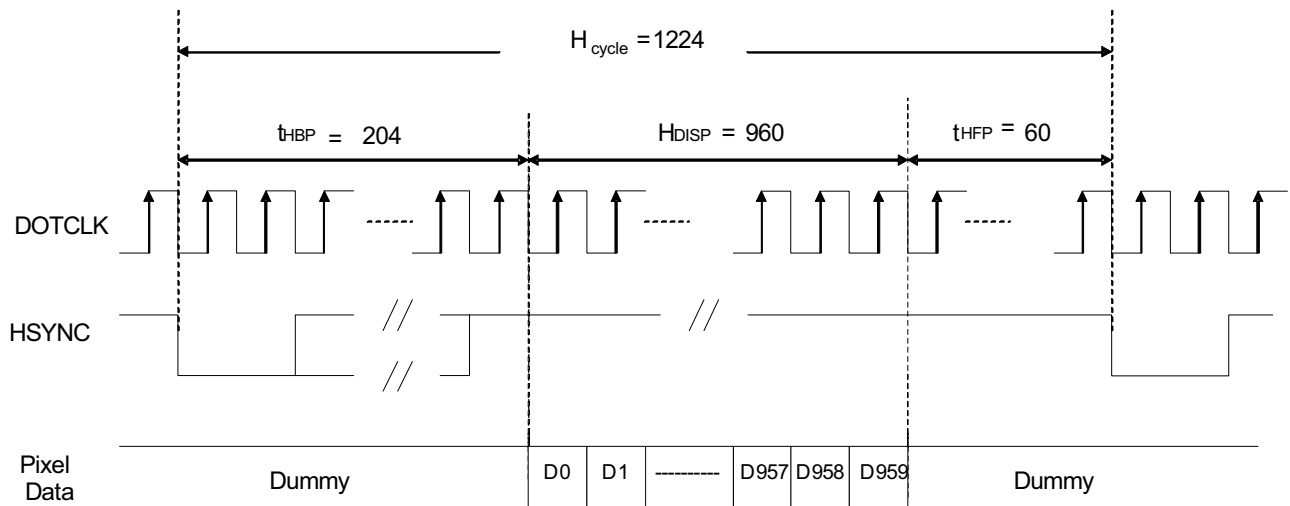 H cycle =1224
tHBP = 204
HDISP = 960
tHFP = 60
DOTCLK
HSYNC
Pixel
Data
Dummy
D0
D1
D957
D958
D959
Dummy